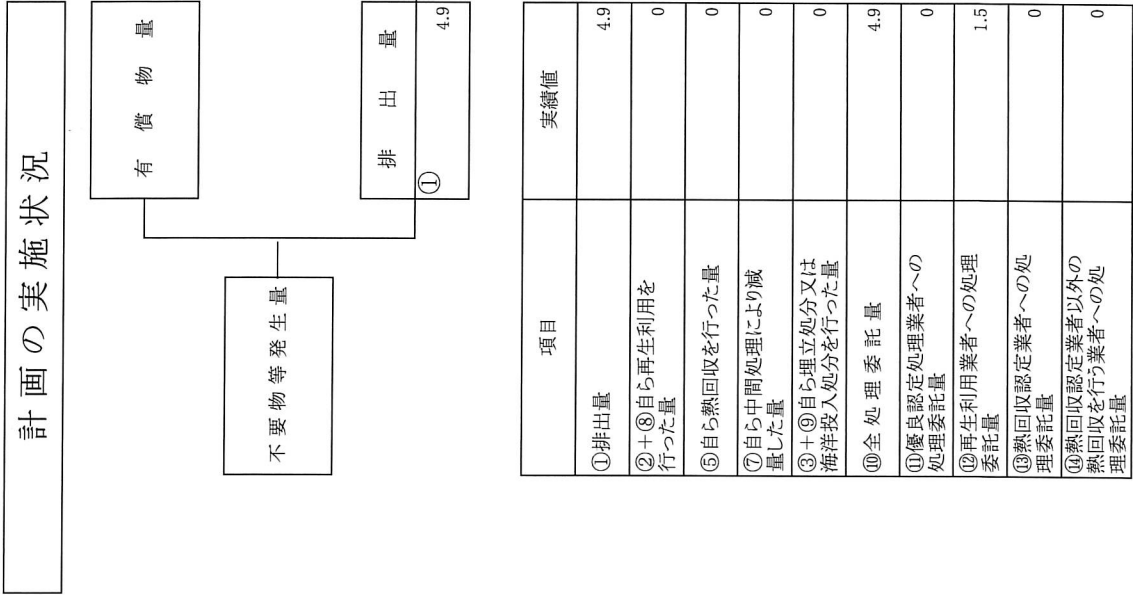 計画の実施状況
有償物量
不要物等発生量
排出量
①
4.9
項目 実績値
①排出量 4.9
②+⑧自ら再生利用を
行った量 0
⑤自ら熱回収を行った量 0
⑦自ら中間処理により減
量した量 0
③+⑨自ら埋立処分又は
海洋投入処分を行った量 0
⑩全処理委託量 4.9
⑪優良認定処理業者への
処理委託量 0
⑫再生利用業者への処理
委託量 1.5
⑬熱回収認定業者への処
理委託量 0
⑭熱回収認定業者以外の
熱回収を行う業者への処
理委託量 0